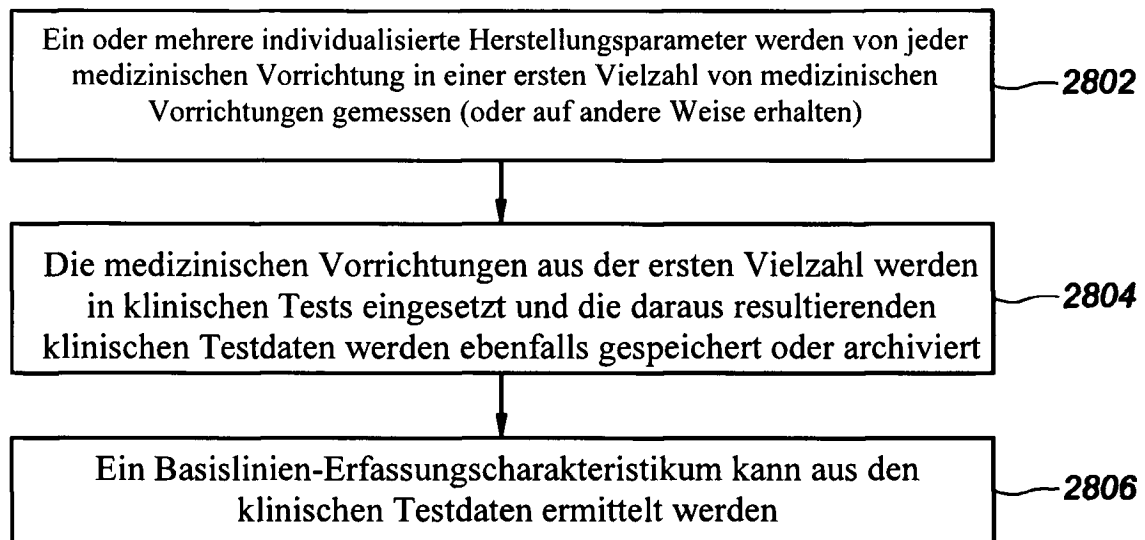 Ein oder mehrere individualisierte Herstellungsparameter werden von jeder
medizinischen Vorrichtung in einer ersten Vielzahl von medizinischen
Vorrichtungen gemessen (oder auf andere Weise erhalten)
2802
Die medizinischen Vorrichtungen aus der ersten Vielzahl werden
in klinischen Tests eingesetzt und die daraus resultierenden
klinischen Testdaten werden ebenfalls gespeichert oder archiviert
2804
Ein Basislinien-Erfassungscharakteristikum kann aus den
klinischen Testdaten ermittelt werden
2806